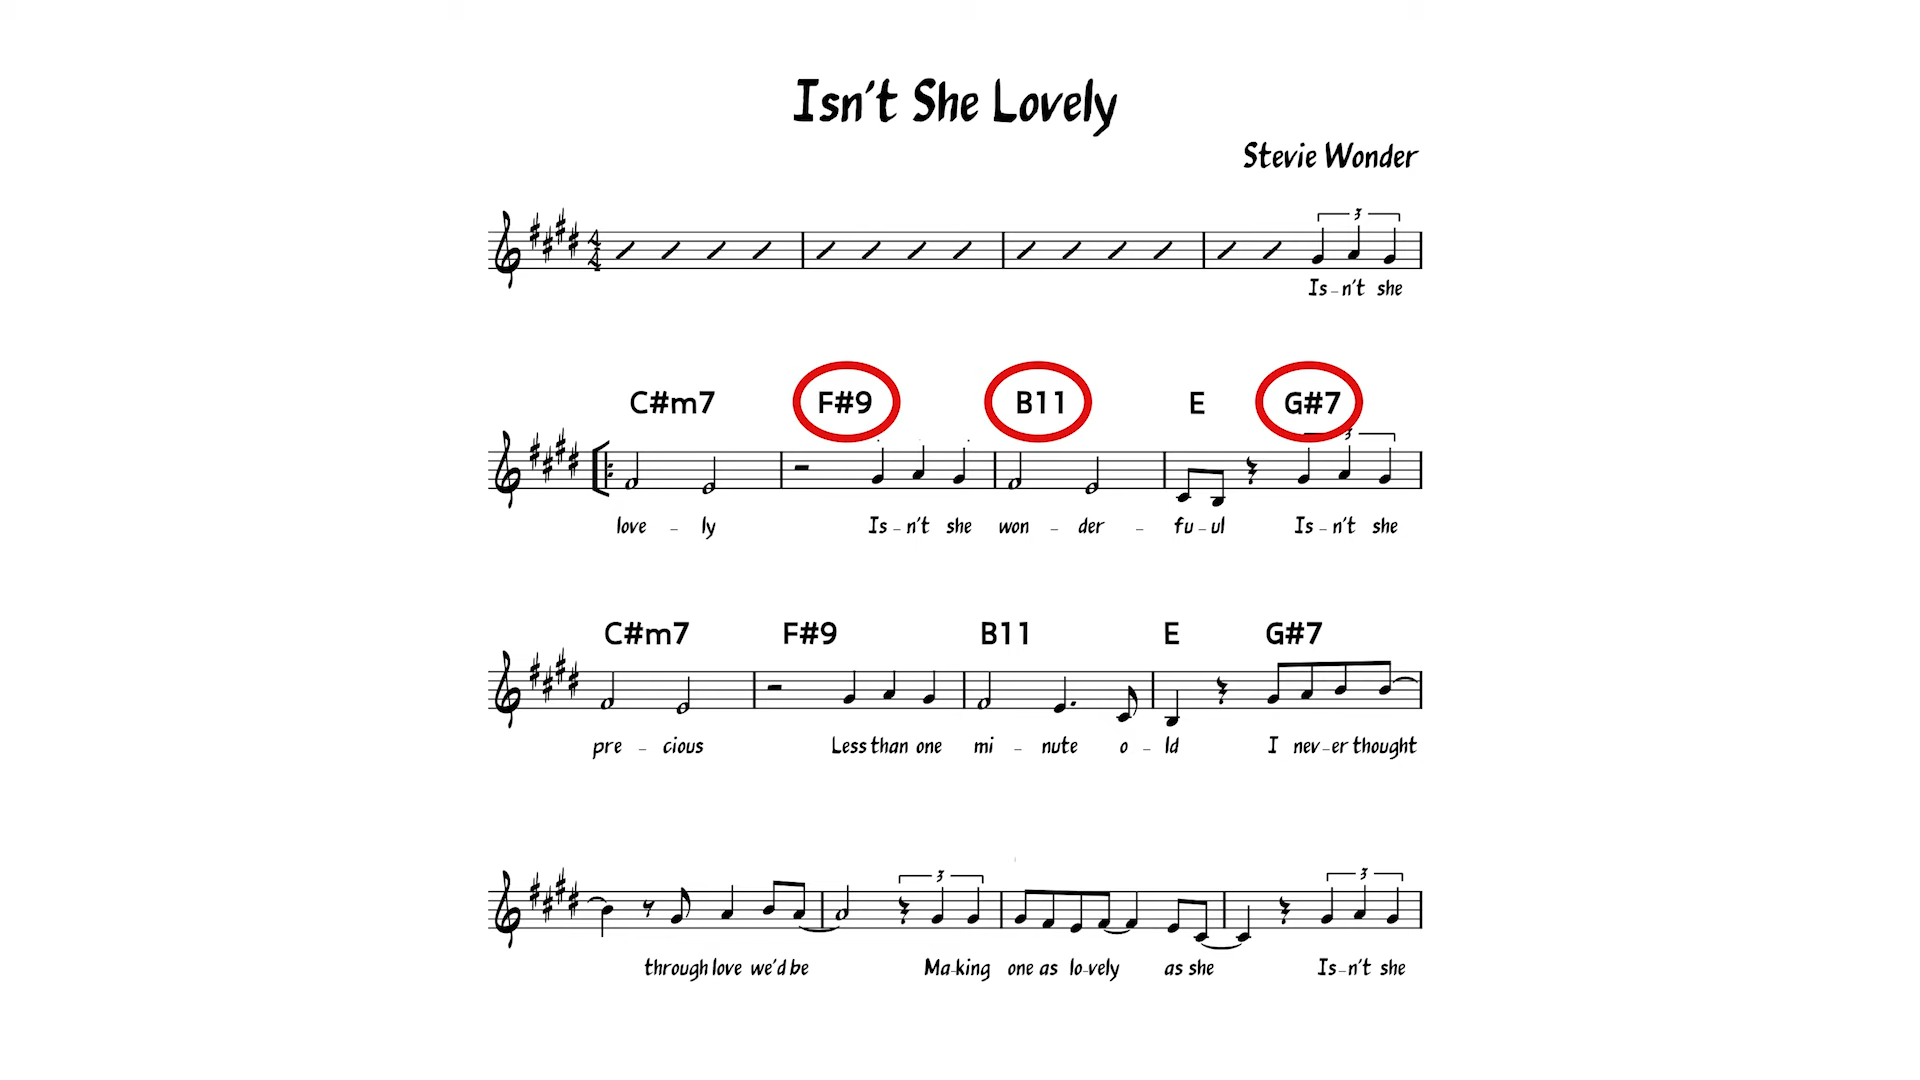 Isn't She Lovely
Stevie Wonder
4 4 3
Is-n't she
C#m7 F#9 B11 E G#7
3
love - ly Is-n't she won - der - fu-ul Is-n't she
C#m7 F#9 B11 E G#7
pre - cious Less than one mi - nute o - ld I nev-er thought
3 3
through love we'd be Ma-king one as lo-vely as she Is-n't she